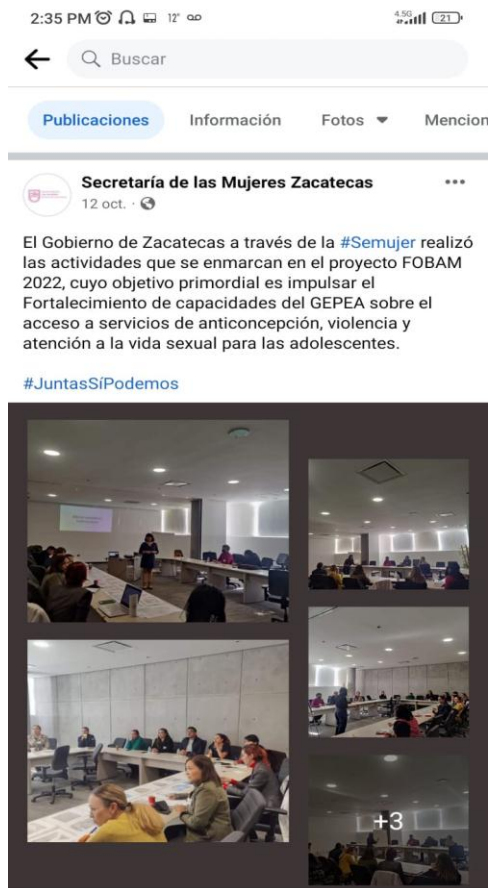 2:35 PM 12°
4.5G 21
Buscar
Publicaciones Información Fotos Mencion
Secretaría de las Mujeres Zacatecas
12 oct. ·
El Gobierno de Zacatecas a través de la #Semujer realizó
las actividades que se enmarcan en el proyecto FOBAM
2022, cuyo objetivo primordial es impulsar el
Fortalecimiento de capacidades del GEPEA sobre el
acceso a servicios de anticoncepción, violencia y
atención a la vida sexual para las adolescentes.
#JuntasSíPodemos
+3